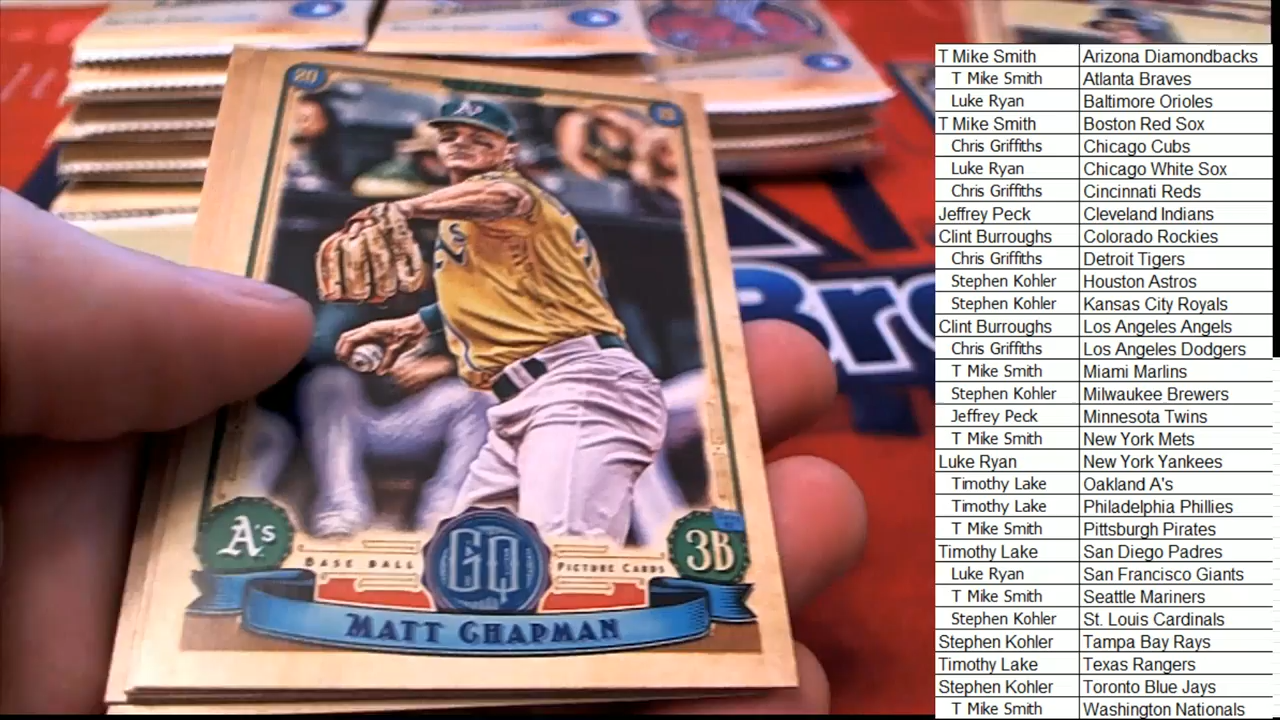 20 19
A's
A's
A's
3B
BASE BALL
GQ
PICTURE CARDS
MATT CHAPMAN
Bro
T Mike Smith Arizona Diamondbacks
T Mike Smith Atlanta Braves
Luke Ryan Baltimore Orioles
T Mike Smith Boston Red Sox
Chris Griffiths Chicago Cubs
Luke Ryan Chicago White Sox
Chris Griffiths Cincinnati Reds
Jeffrey Peck Cleveland Indians
Clint Burroughs Colorado Rockies
Chris Griffiths Detroit Tigers
Stephen Kohler Houston Astros
Stephen Kohler Kansas City Royals
Clint Burroughs Los Angeles Angels
Chris Griffiths Los Angeles Dodgers
T Mike Smith Miami Marlins
Stephen Kohler Milwaukee Brewers
Jeffrey Peck Minnesota Twins
T Mike Smith New York Mets
Luke Ryan New York Yankees
Timothy Lake Oakland A's
Timothy Lake Philadelphia Phillies
T Mike Smith Pittsburgh Pirates
Timothy Lake San Diego Padres
Luke Ryan San Francisco Giants
T Mike Smith Seattle Mariners
Stephen Kohler St. Louis Cardinals
Stephen Kohler Tampa Bay Rays
Timothy Lake Texas Rangers
Stephen Kohler Toronto Blue Jays
T Mike Smith Washington Nationals